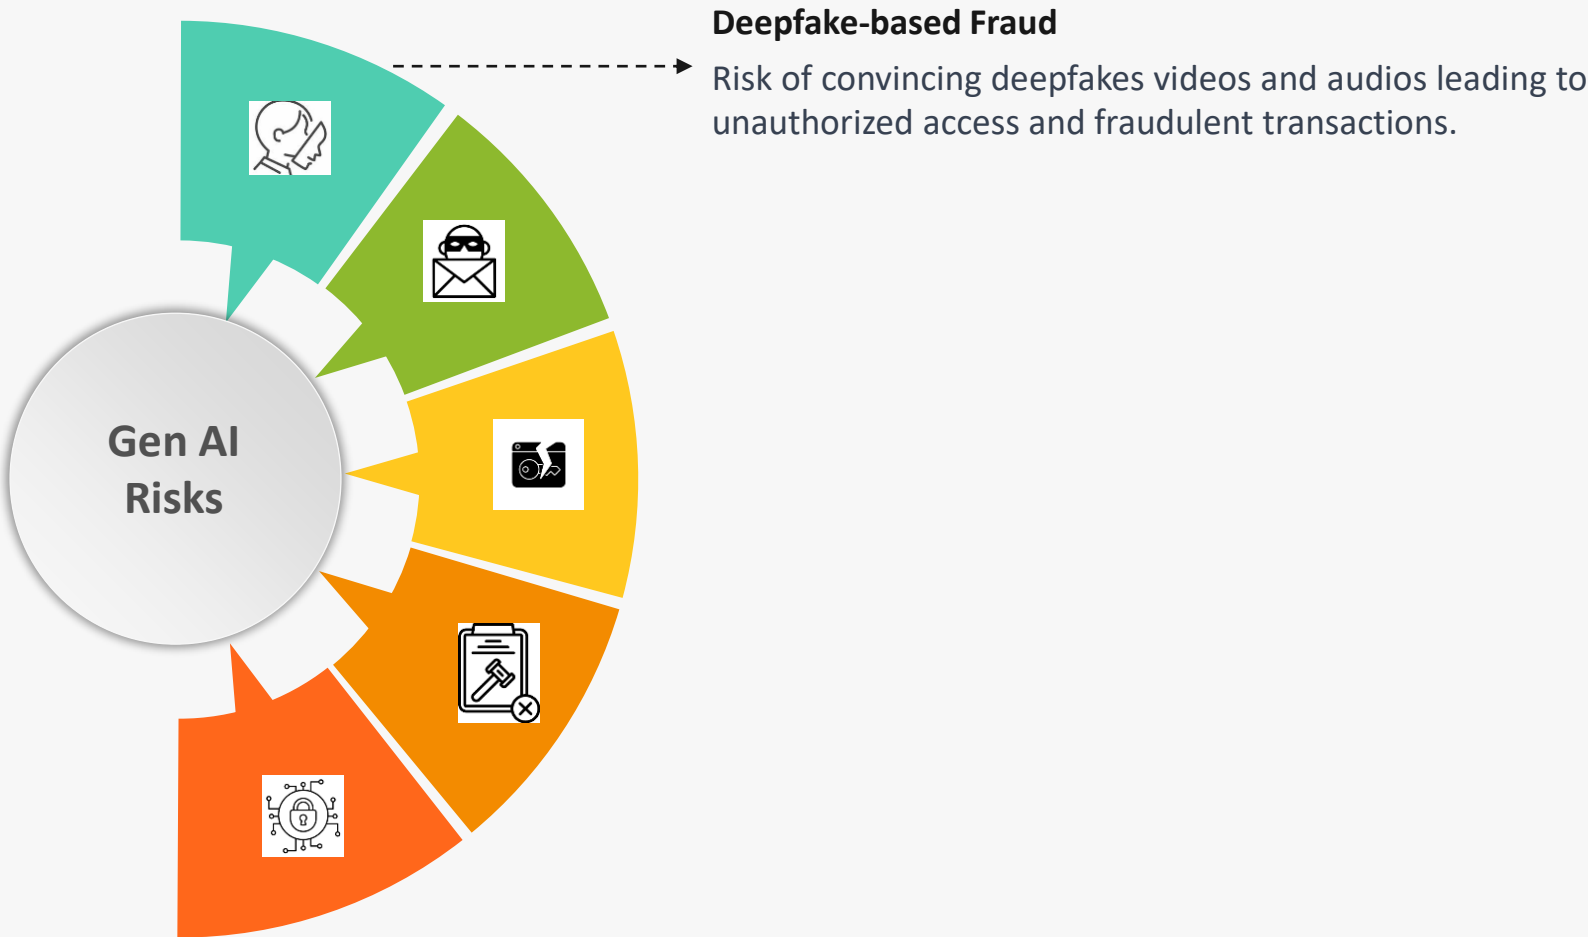 Deepfake-based Fraud
Risk of convincing deepfakes videos and audios leading to
unauthorized access and fraudulent transactions.
Gen AI
Risks